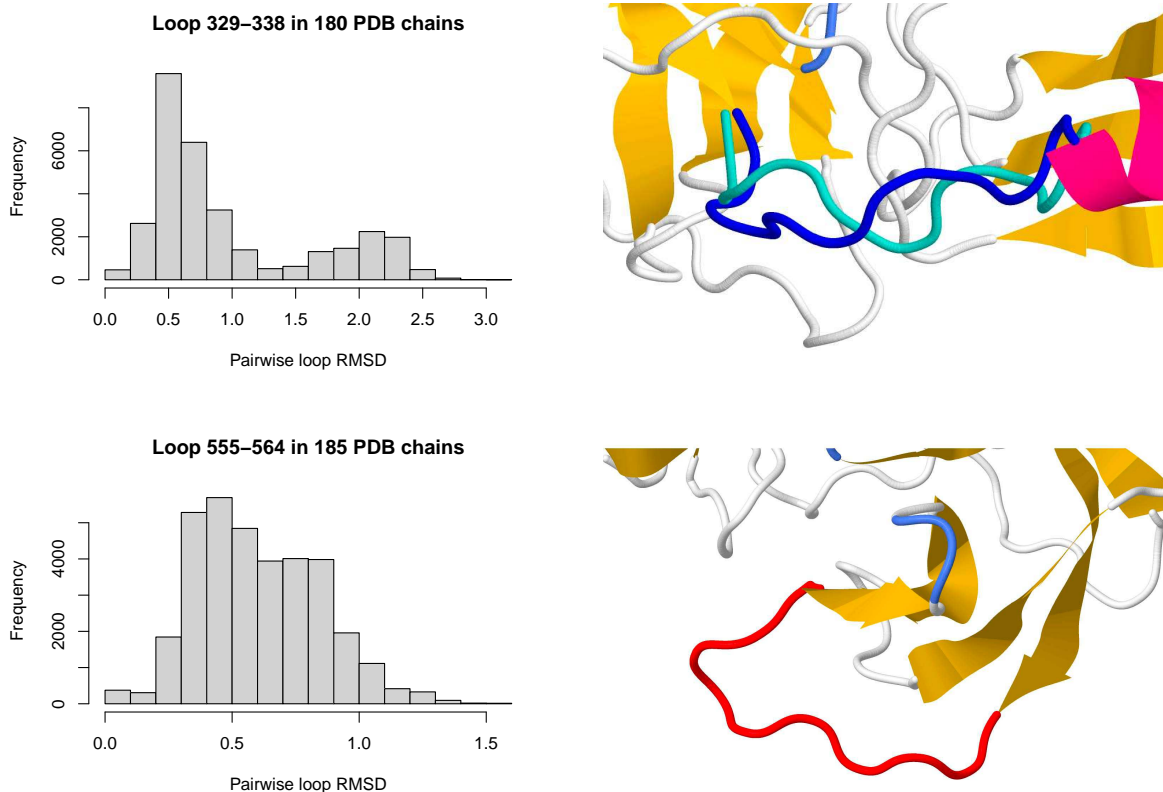 Loop 329−338 in 180 PDB chains
Frequency
0 2000 6000
0.0 0.5 1.0 1.5 2.0 2.5 3.0
Pairwise loop RMSD
Loop 555−564 in 185 PDB chains
Frequency
0 2000 4000
0.0 0.5 1.0 1.5
Pairwise loop RMSD